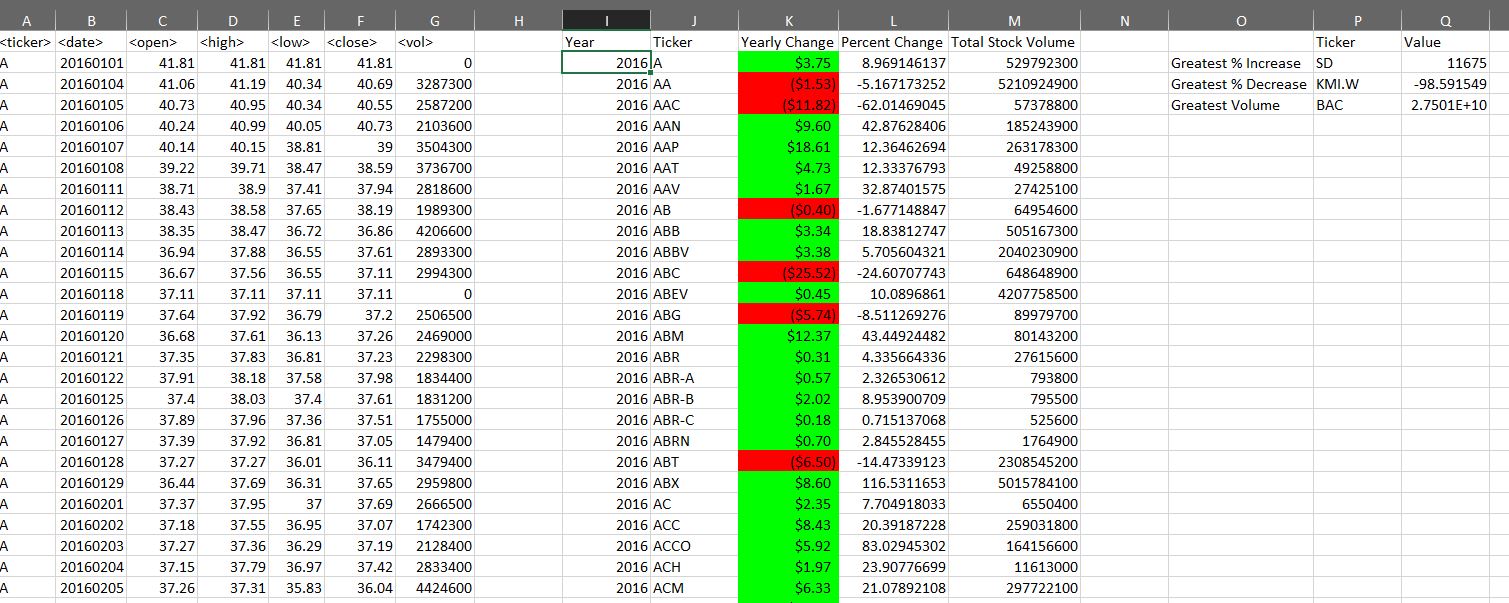 A B C D E F G H I J K L M N O P Q
<ticker> <date> <open> <high> <low> <close> <vol> Year Ticker Yearly Change Percent Change Total Stock Volume Ticker Value
A 20160101 41.81 41.81 41.81 41.81 0 2016 A $3.75 8.969146137 529792300 Greatest % Increase SD 11675
A 20160104 41.06 41.19 40.34 40.69 3287300 2016 AA ($1.53) -5.167173252 5210924900 Greatest % Decrease KMI.W -98.591549
A 20160105 40.73 40.95 40.34 40.55 2587200 2016 AAC ($11.82) -62.01469045 57378800 Greatest Volume BAC 2.7501E+10
A 20160106 40.24 40.99 40.05 40.73 2103600 2016 AAN $9.60 42.87628406 185243900
A 20160107 40.14 40.15 38.81 39 3504300 2016 AAP $18.61 12.36462694 263178300
A 20160108 39.22 39.71 38.47 38.59 3736700 2016 AAT $4.73 12.33376793 49258800
A 20160111 38.71 38.9 37.41 37.94 2818600 2016 AAV $1.67 32.87401575 27425100
A 20160112 38.43 38.58 37.65 38.19 1989300 2016 AB ($0.40) -1.677148847 64954600
A 20160113 38.35 38.47 36.72 36.86 4206600 2016 ABB $3.34 18.83812747 505167300
A 20160114 36.94 37.88 36.55 37.61 2893300 2016 ABBV $3.38 5.705604321 2040230900
A 20160115 36.67 37.56 36.55 37.11 2994300 2016 ABC ($25.52) -24.60707743 648648900
A 20160118 37.11 37.11 37.11 37.11 0 2016 ABEV $0.45 10.0896861 4207758500
A 20160119 37.64 37.92 36.79 37.2 2506500 2016 ABG ($5.74) -8.511269276 89979700
A 20160120 36.68 37.61 36.13 37.26 2469000 2016 ABM $12.37 43.44924482 80143200
A 20160121 37.35 37.83 36.81 37.23 2298300 2016 ABR $0.31 4.335664336 27615600
A 20160122 37.91 38.18 37.58 37.98 1834400 2016 ABR-A $0.57 2.326530612 793800
A 20160125 37.4 38.03 37.4 37.61 1831200 2016 ABR-B $2.02 8.953900709 795500
A 20160126 37.89 37.96 37.36 37.51 1755000 2016 ABR-C $0.18 0.715137068 525600
A 20160127 37.39 37.92 36.81 37.05 1479400 2016 ABRN $0.70 2.845528455 1764900
A 20160128 37.27 37.27 36.01 36.11 3479400 2016 ABT ($6.50) -14.47339123 2308545200
A 20160129 36.44 37.69 36.31 37.65 2959800 2016 ABX $8.60 116.5311653 5015784100
A 20160201 37.37 37.95 37 37.69 2666500 2016 AC $2.35 7.704918033 6550400
A 20160202 37.18 37.55 36.95 37.07 1742300 2016 ACC $8.43 20.39187228 259031800
A 20160203 37.27 37.36 36.29 37.19 2128400 2016 ACCO $5.92 83.02945302 164156600
A 20160204 37.15 37.79 36.97 37.42 2833400 2016 ACH $1.97 23.90776699 11613000
A 20160205 37.26 37.31 35.83 36.04 4424600 2016 ACM $6.33 21.07892108 297722100